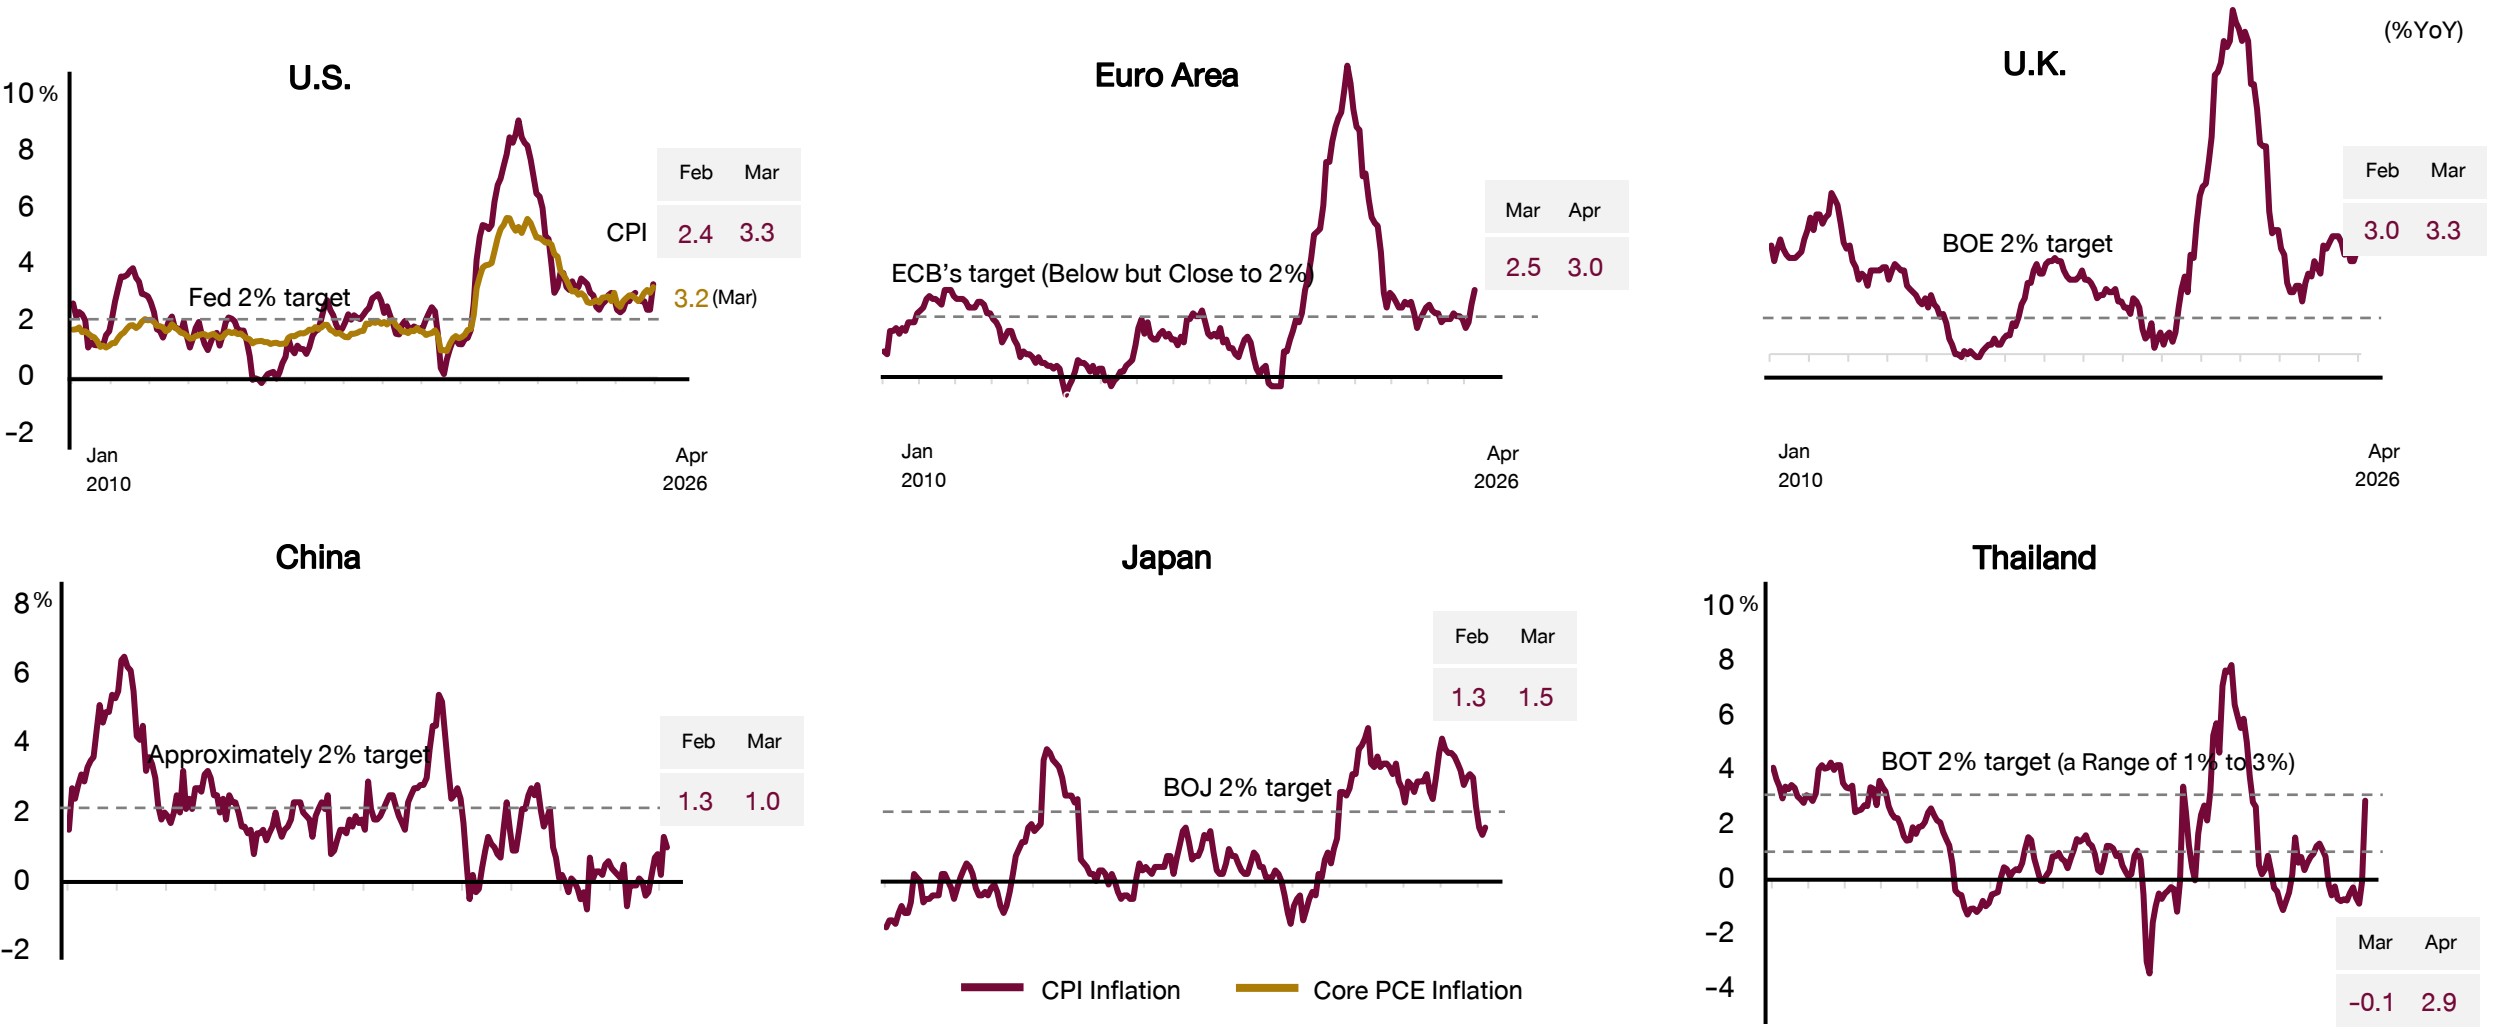 (%YoY)
U.S.
10 %
8
6
4
2
0
-2
Feb Mar
CPI 2.4 3.3
3.2 (Mar)
Fed 2% target
Jan
2010
Apr
2026
Euro Area
Mar Apr
2.5 3.0
ECB's target (Below but Close to 2%)
Jan
2010
Apr
2026
U.K.
Feb Mar
3.0 3.3
BOE 2% target
Jan
2010
Apr
2026
China
8 %
6
4
2
0
-2
Approximately 2% target
Feb Mar
1.3 1.0
Japan
Feb Mar
1.3 1.5
BOJ 2% target
Thailand
10 %
8
6
4
2
0
-2
-4
BOT 2% target (a Range of 1% to 3%)
Mar Apr
-0.1 2.9
CPI Inflation
Core PCE Inflation